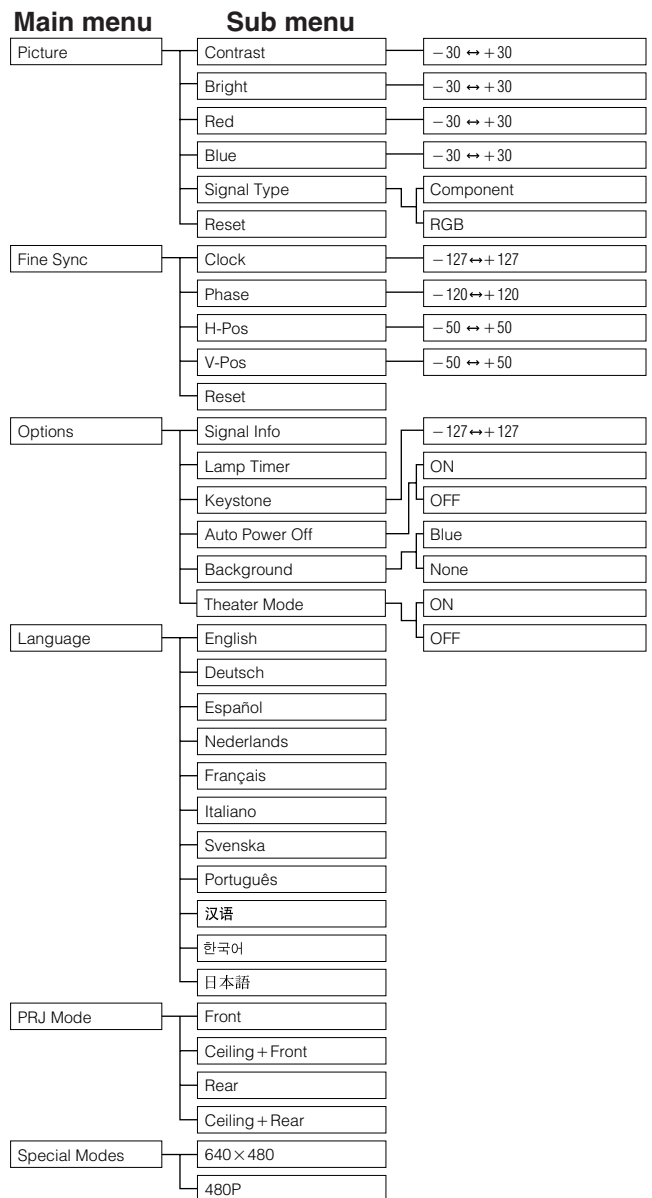 Main menu Sub menu
Picture Contrast −30 ↔ +30
Bright −30 ↔ +30
Red −30 ↔ +30
Blue −30 ↔ +30
Signal Type Component
Reset RGB
Fine Sync Clock −127↔+127
Phase −120↔+120
H-Pos −50 ↔ +50
V-Pos −50 ↔ +50
Reset
Options Signal Info −127↔+127
Lamp Timer ON
Keystone OFF
Auto Power Off Blue
Background None
Theater Mode ON
Language English OFF
Deutsch
Español
Nederlands
Français
Italiano
Svenska
Português
汉语
한국어
日本語
PRJ Mode Front
Ceiling+Front
Rear
Ceiling+Rear
Special Modes 640×480
480P